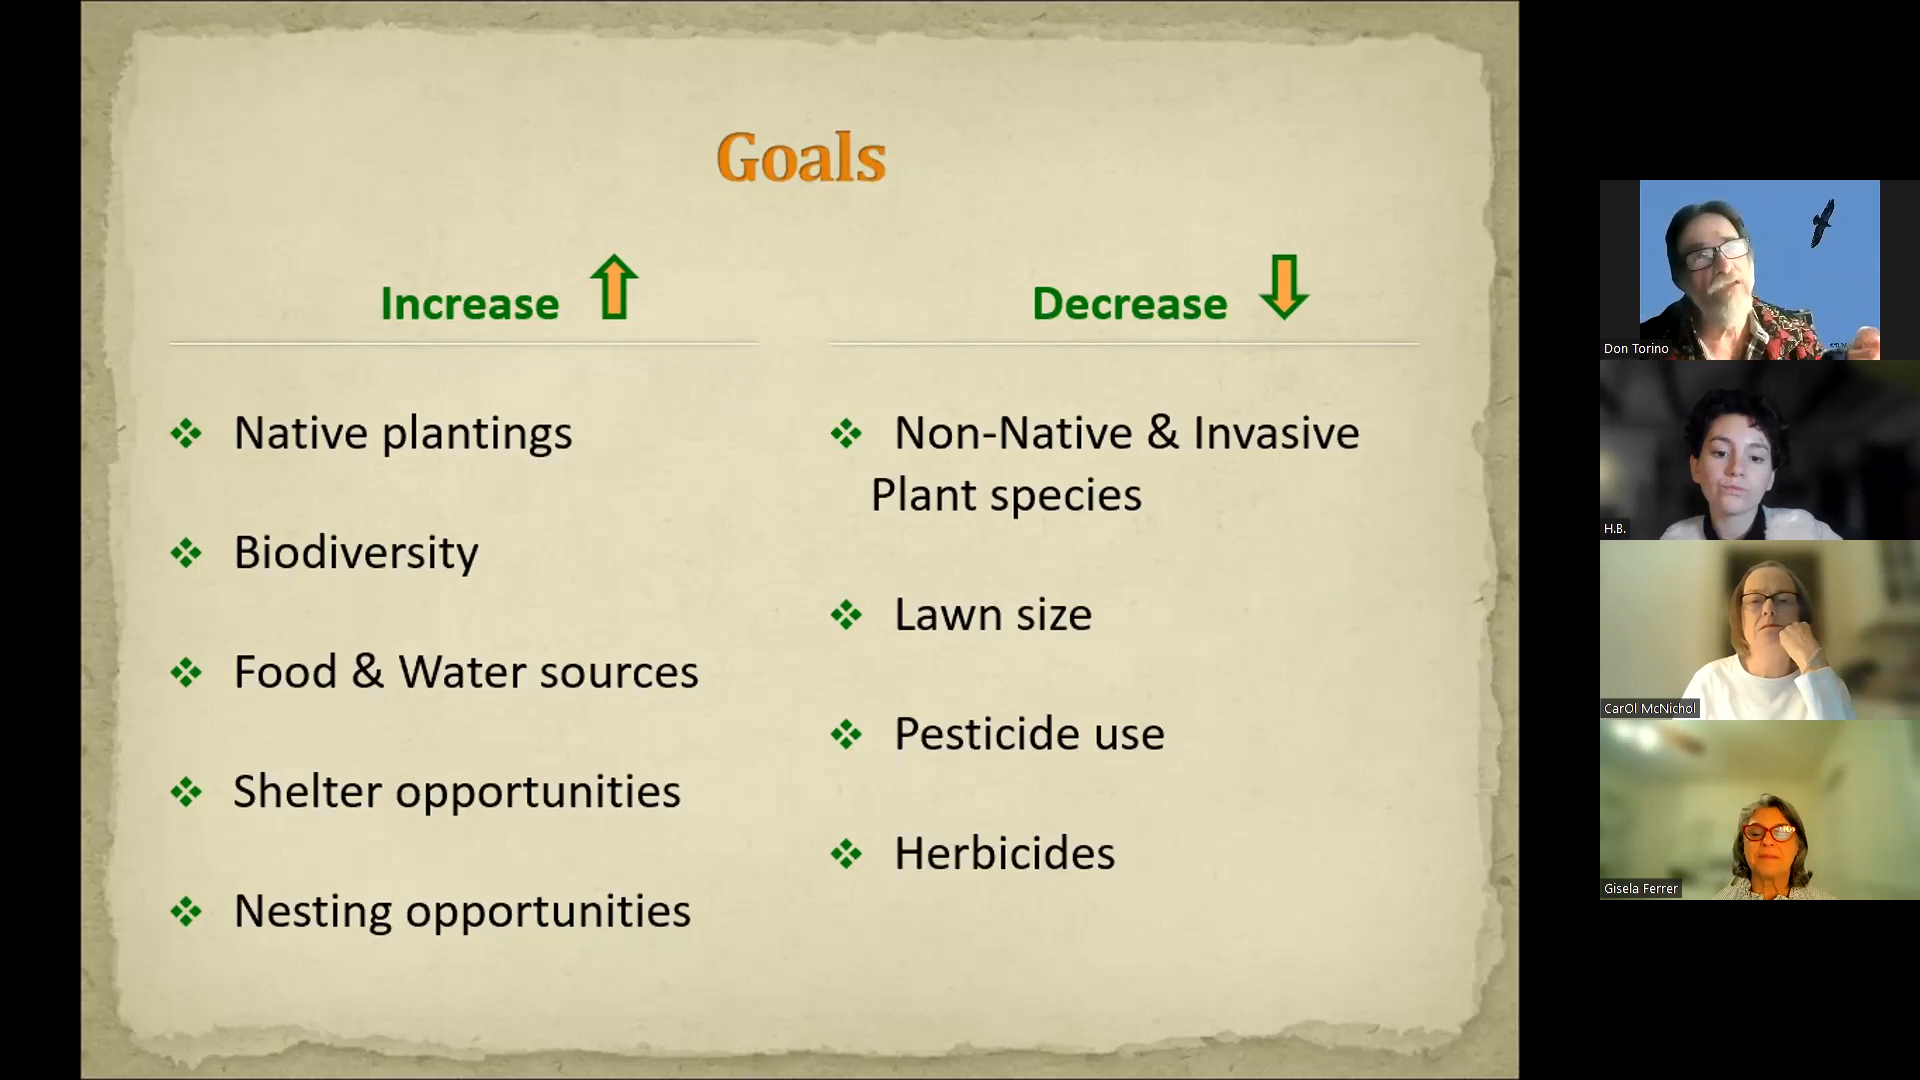 Goals
Increase
Native plantings
Biodiversity
Food & Water sources
Shelter opportunities
Nesting opportunities
Decrease
Non-Native & Invasive
Plant species
Lawn size
Pesticide use
Herbicides
Don Torino
H.B.
CarOl McNichol
Gisela Ferrer